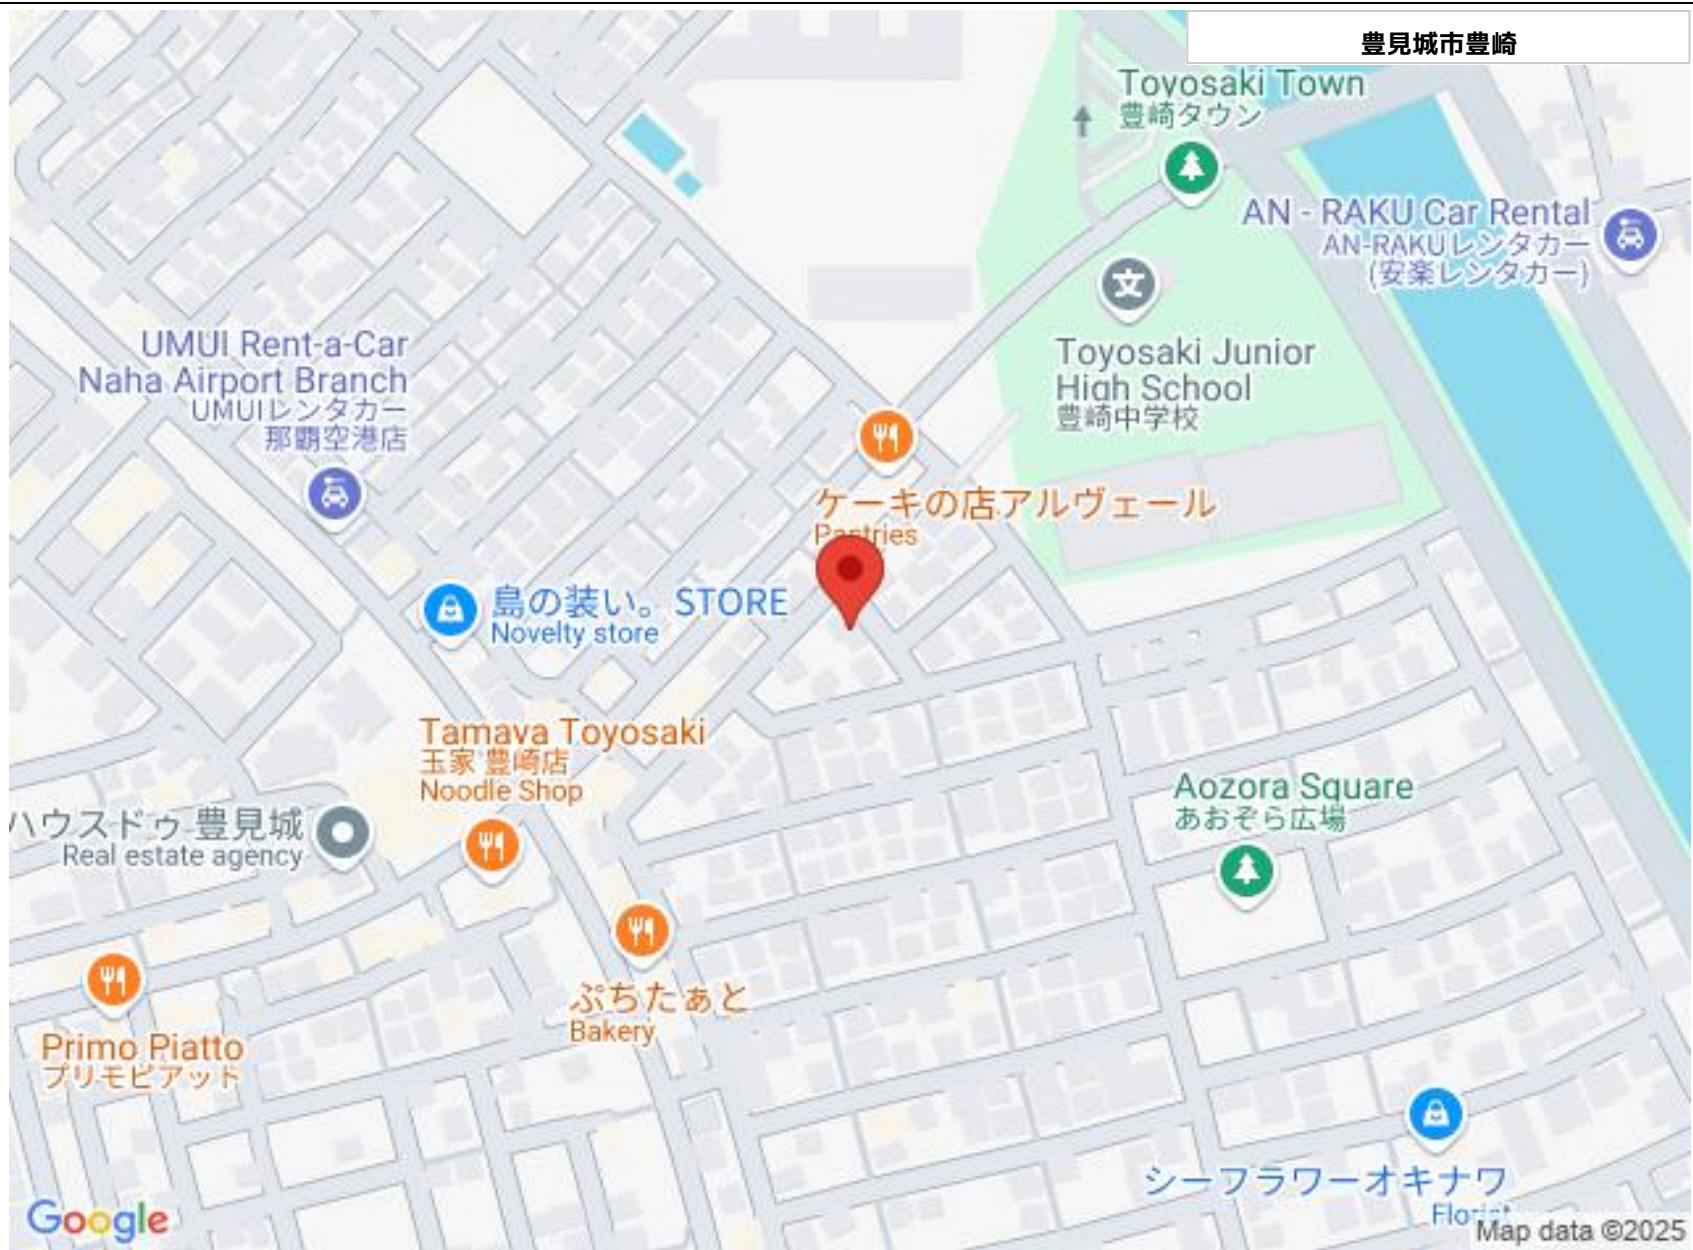 豊見城市豊崎
Toyosaki Town
豊崎タウン
AN - RAKU Car Rental
AN-RAKUレンタカー
(安楽レンタカー)
UMUI Rent-a-Car
Naha Airport Branch
UMUIレンタカー
那覇空港店
Toyosaki Junior
High School
豊崎中学校
ケーキの店アルヴェール
Pastries
島の装い。STORE
Novelty store
Tamaya Toyosaki
玉家 豊崎店
Noodle Shop
ハウスドゥ 豊見城
Real estate agency
Aozora Square
あおぞら広場
ぷちたぁと
Bakery
Primo Piatto
プリモピアット
シーフラワーオキナワ
Florist
Google
Map data ©2025